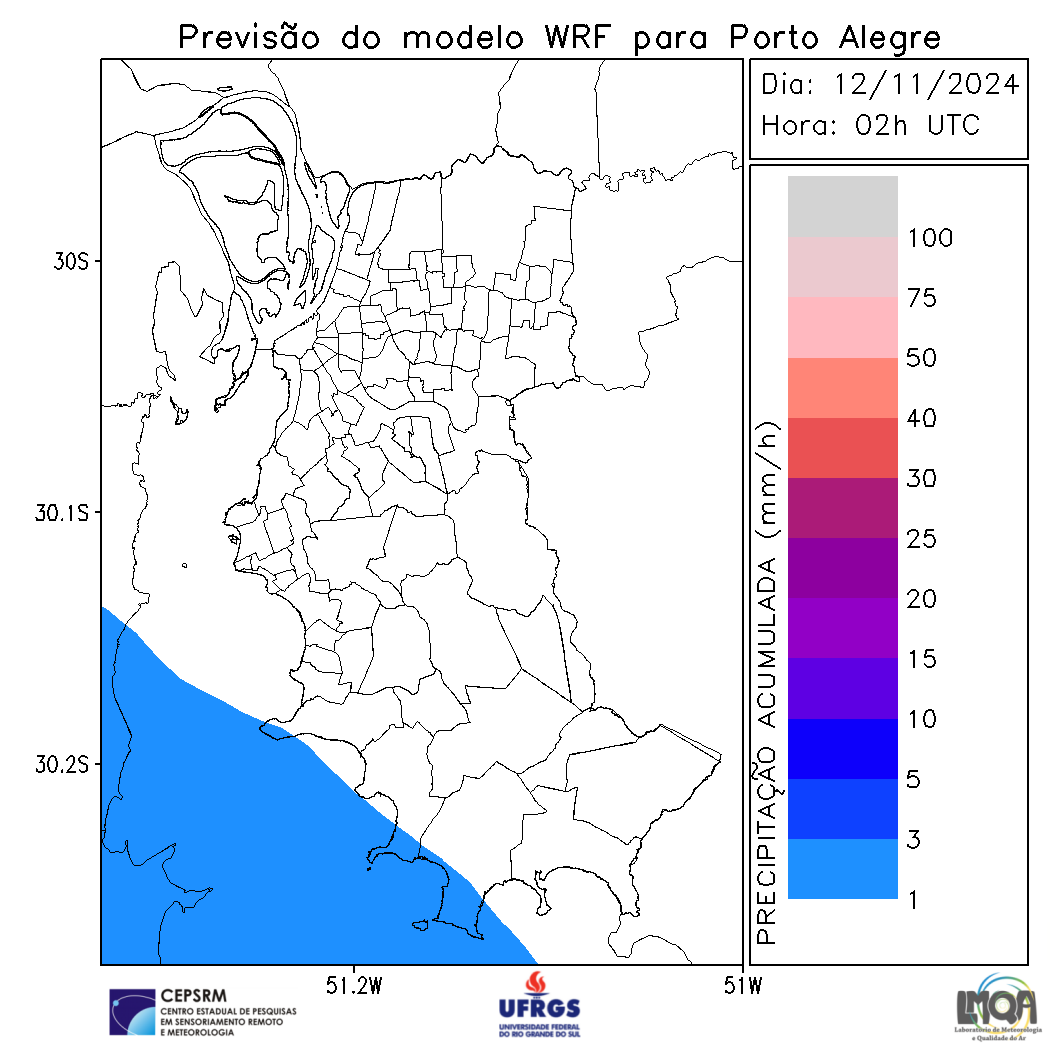 Previsão do modelo WRF para Porto Alegre
Dia: 12/11/2024
Hora: 02h UTC
30S
30.1S
30.2S
51.2W
51W
PRECIPITAÇÃO ACUMULADA (mm/h)
100
75
50
40
30
25
20
15
10
5
3
1
CEPSRM
CENTRO ESTADUAL DE PESQUISAS
EM SENSORIAMENTO REMOTO
E METEOROLOGIA
UFRGS
UNIVERSIDADE FEDERAL
DO RIO GRANDE DO SUL
LMQA
Laboratório de Meteorologia
e Qualidade do Ar